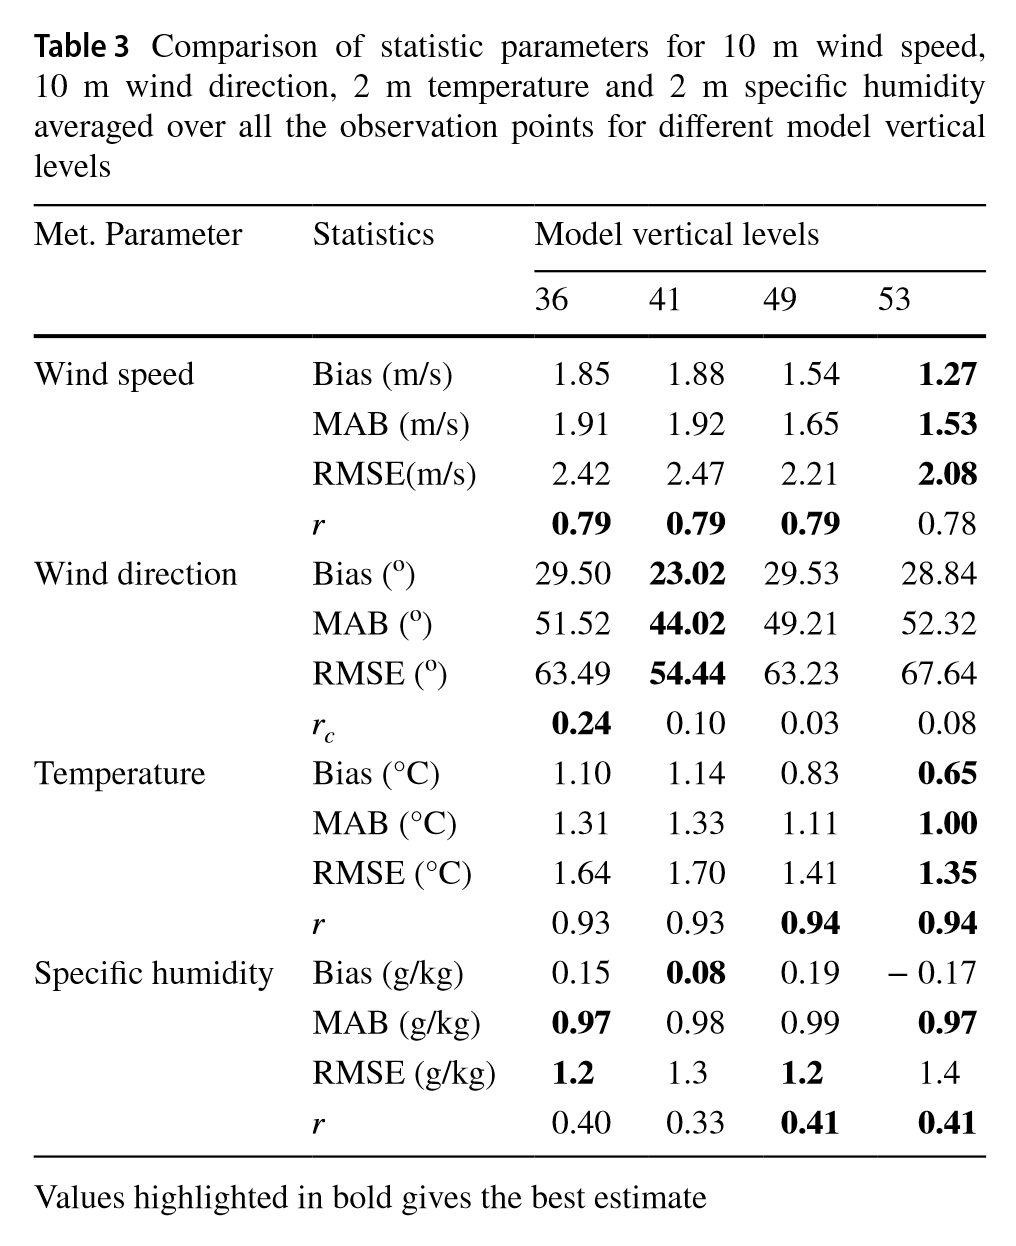 Table 3 Comparison of statistic parameters for 10 m wind speed,
10 m wind direction, 2 m temperature and 2 m specific humidity
averaged over all the observation points for different model vertical
levels
Met. Parameter Statistics Model vertical levels
36 41 49 53
Wind speed Bias (m/s) 1.85 1.88 1.54 1.27
MAB (m/s) 1.91 1.92 1.65 1.53
RMSE(m/s) 2.42 2.47 2.21 2.08
r 0.79 0.79 0.79 0.78
Wind direction Bias (º) 29.50 23.02 29.53 28.84
MAB (º) 51.52 44.02 49.21 52.32
RMSE (º) 63.49 54.44 63.23 67.64
rc 0.24 0.10 0.03 0.08
Temperature Bias (°C) 1.10 1.14 0.83 0.65
MAB (°C) 1.31 1.33 1.11 1.00
RMSE (°C) 1.64 1.70 1.41 1.35
r 0.93 0.93 0.94 0.94
Specific humidity Bias (g/kg) 0.15 0.08 0.19 − 0.17
MAB (g/kg) 0.97 0.98 0.99 0.97
RMSE (g/kg) 1.2 1.3 1.2 1.4
r 0.40 0.33 0.41 0.41
Values highlighted in bold gives the best estimate